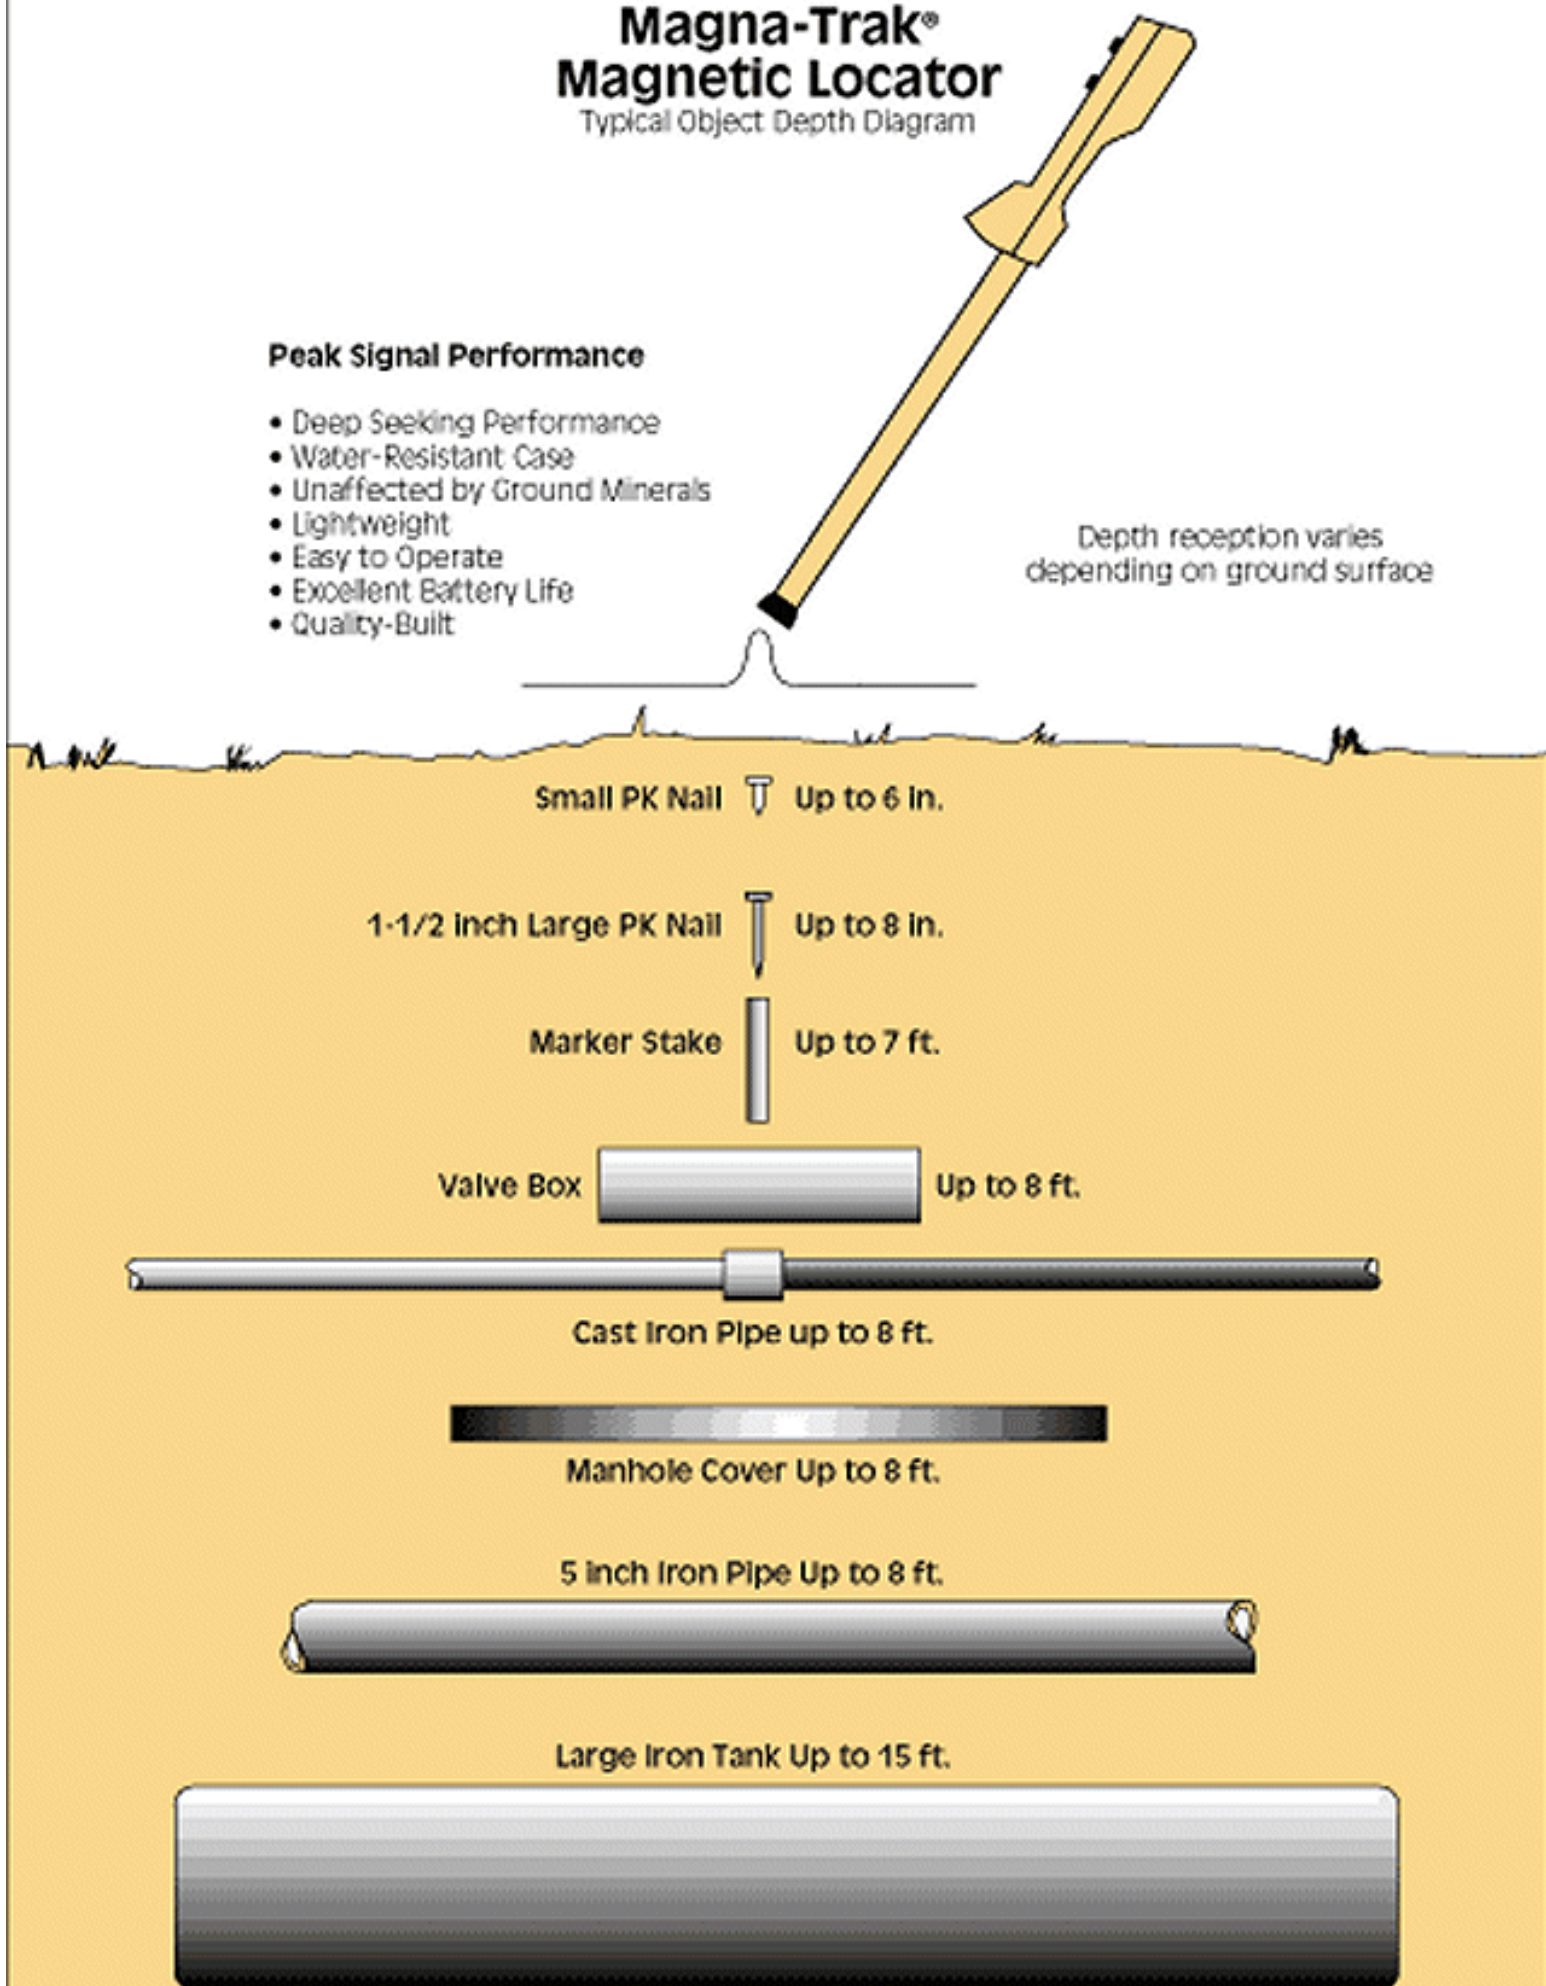 Magna-Trak®
Magnetic Locator
Typical Object Depth Diagram
Peak Signal Performance
• Deep Seeking Performance
• Water-Resistant Case
• Unaffected by Ground Minerals
• Lightweight
• Easy to Operate
• Excellent Battery Life
• Quality-Built
Depth reception varies
depending on ground surface
Small PK Nail Up to 6 in.
1-1/2 inch Large PK Nail Up to 8 in.
Marker Stake Up to 7 ft.
Valve Box Up to 8 ft.
Cast Iron Pipe up to 8 ft.
Manhole Cover Up to 8 ft.
5 inch Iron Pipe Up to 8 ft.
Large Iron Tank Up to 15 ft.